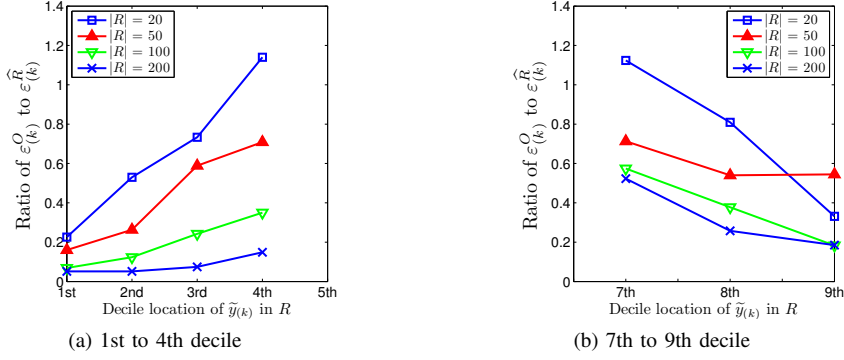 1.4
1.2
1
0.8
0.6
0.4
0.2
0
1st
2nd
3rd
4th
5th
|R| = 20
|R| = 50
|R| = 100
|R| = 200
Ratio of ε^O_(k) to ε̂^R_(k)
Decile location of ỹ_(k) in R
(a) 1st to 4th decile
1.4
1.2
1
0.8
0.6
0.4
0.2
0
7th
8th
9th
|R| = 20
|R| = 50
|R| = 100
|R| = 200
Ratio of ε^O_(k) to ε̂^R_(k)
Decile location of ỹ_(k) in R
(b) 7th to 9th decile